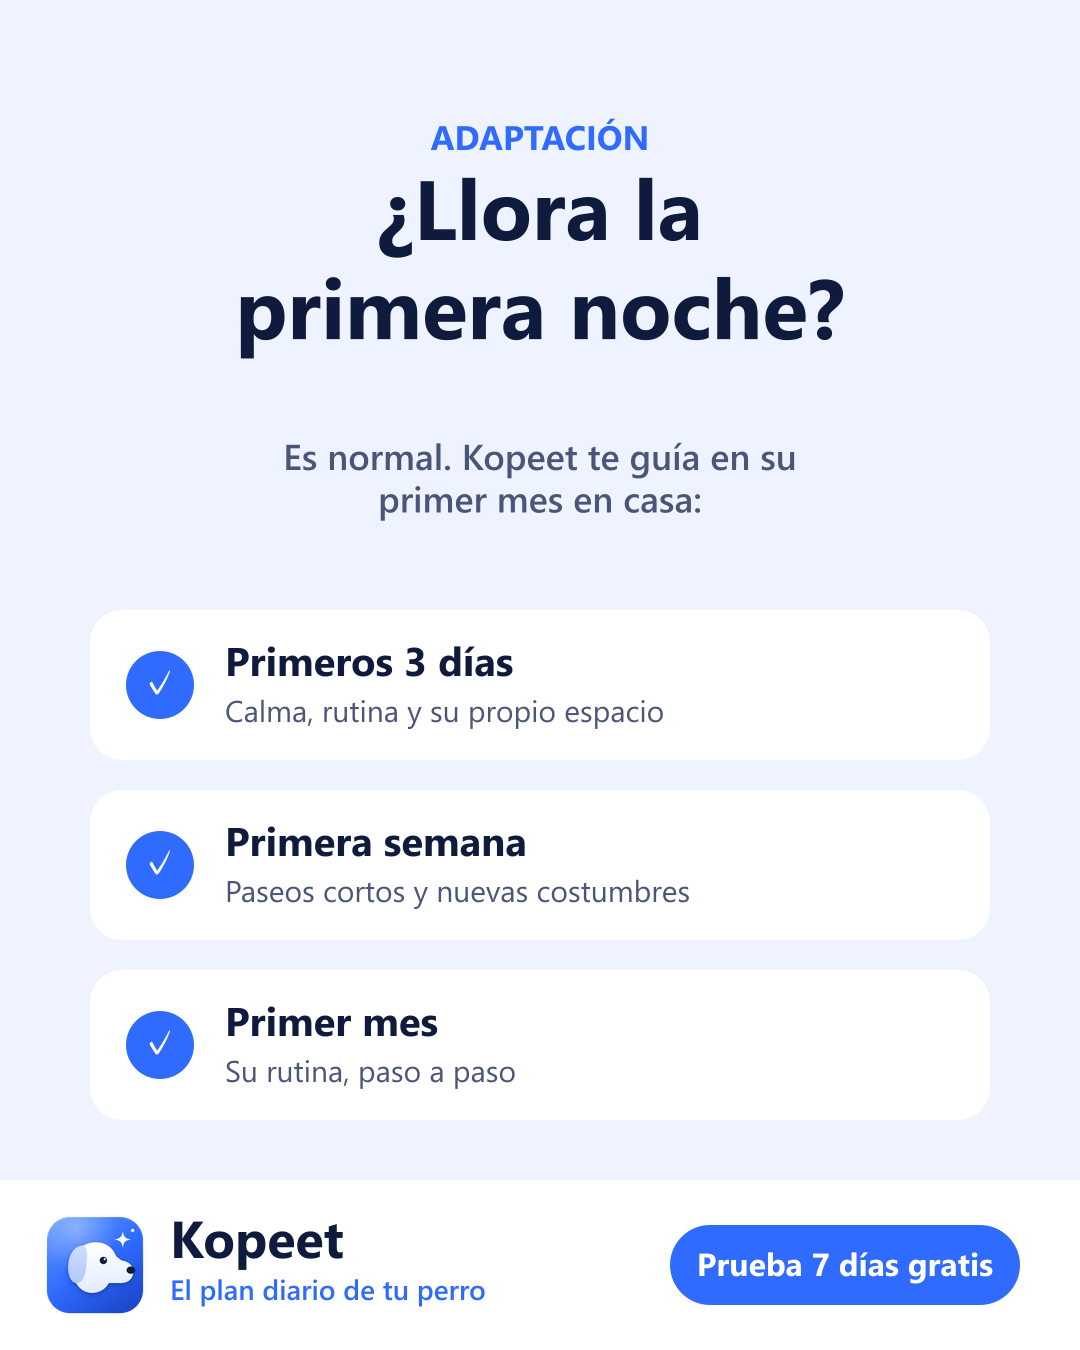 ADAPTACIÓN
¿Llora la
primera noche?
Es normal. Kopeet te guía en su
primer mes en casa:
Primeros 3 días
Calma, rutina y su propio espacio
Primera semana
Paseos cortos y nuevas costumbres
Primer mes
Su rutina, paso a paso
Kopeet
El plan diario de tu perro
Prueba 7 días gratis